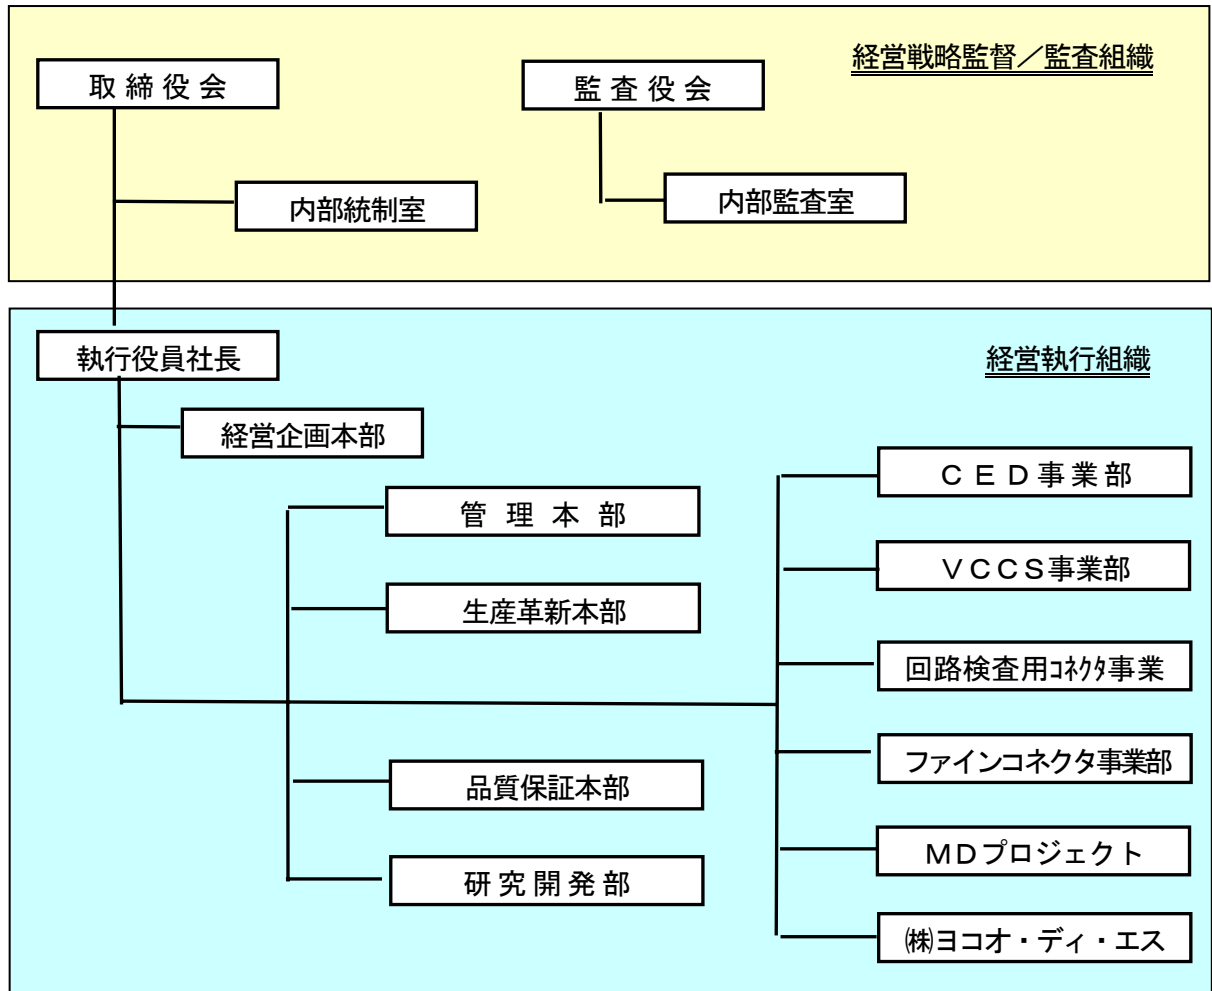 経営戦略監督／監査組織
取 締 役 会
監 査 役 会
内部統制室
内部監査室
執行役員社長
経営執行組織
経営企画本部
管 理 本 部
生産革新本部
品質保証本部
研 究 開 発 部
ＣＥＤ事業部
ＶＣＣＳ事業部
回路検査用ｺﾈｸﾀ事業
ファインコネクタ事業部
ＭＤプロジェクト
㈱ヨコオ・ディ・エス